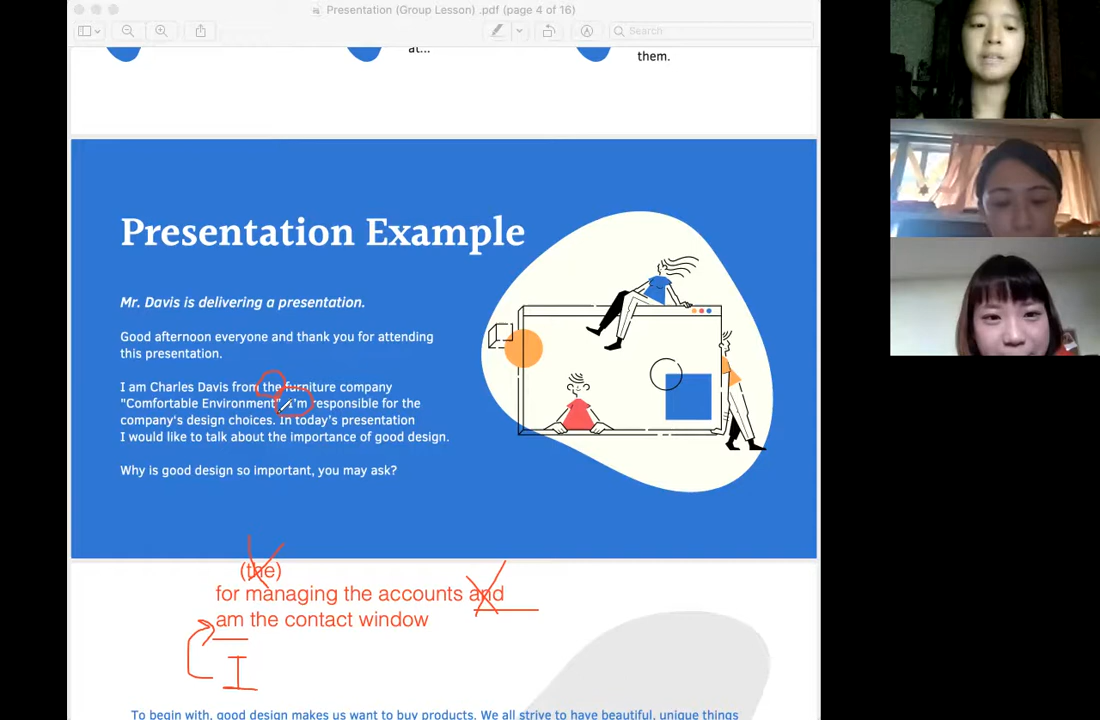 Presentation (Group Lesson) .pdf (page 4 of 16)
Search
at...
them.
Presentation Example
Mr. Davis is delivering a presentation.
Good afternoon everyone and thank you for attending
this presentation.
I am Charles Davis from the furniture company
"Comfortable Environment". I'm responsible for the
company's design choices. In today's presentation
I would like to talk about the importance of good design.
Why is good design so important, you may ask?
(the)
for managing the accounts and
am the contact window
I
To begin with, good design makes us want to buy products. We all strive to have beautiful, unique things